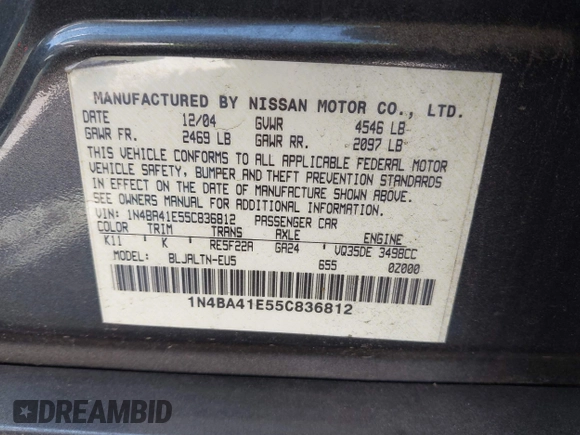 MANUFACTURED BY NISSAN MOTOR CO., LTD.
DATE 12/04 GVWR 4546 LB
GAWR FR. 2469 LB GAWR RR. 2097 LB
THIS VEHICLE CONFORMS TO ALL APPLICABLE FEDERAL MOTOR
VEHICLE SAFETY, BUMPER AND THEFT PREVENTION STANDARDS
IN EFFECT ON THE DATE OF MANUFACTURE SHOWN ABOVE.
SEE OWNERS MANUAL FOR ADDITIONAL INFORMATION.
VIN: 1N4BA41E55C836812 PASSENGER CAR
COLOR TRIM TRANS AXLE ENGINE
K11 K RE5F22A GA24 VQ35DE 3498CC
MODEL: BLJALTN-EU5 655 0Z000
1N4BA41E55C836812
DREAMBID